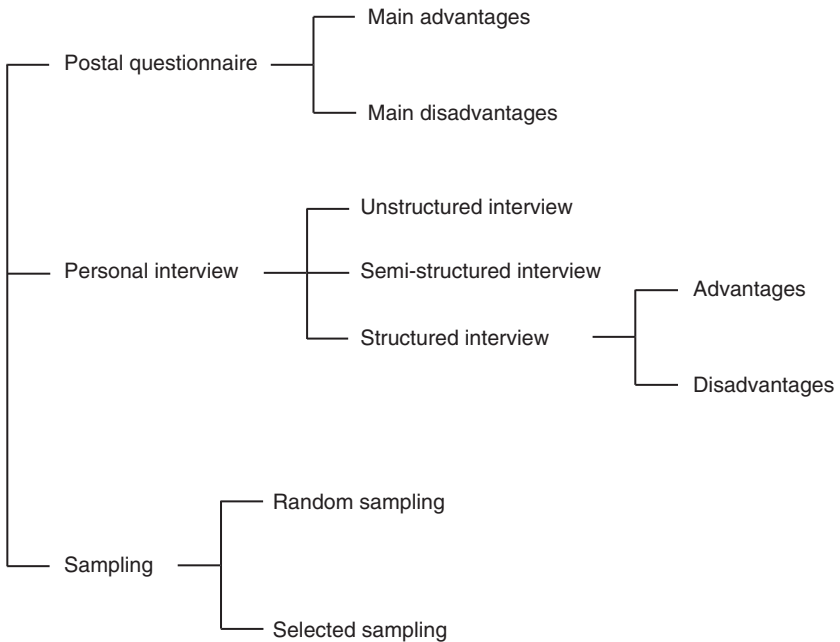 Main advantages
Postal questionnaire
Main disadvantages
Unstructured interview
Personal interview
Semi-structured interview
Advantages
Structured interview
Disadvantages
Random sampling
Sampling
Selected sampling